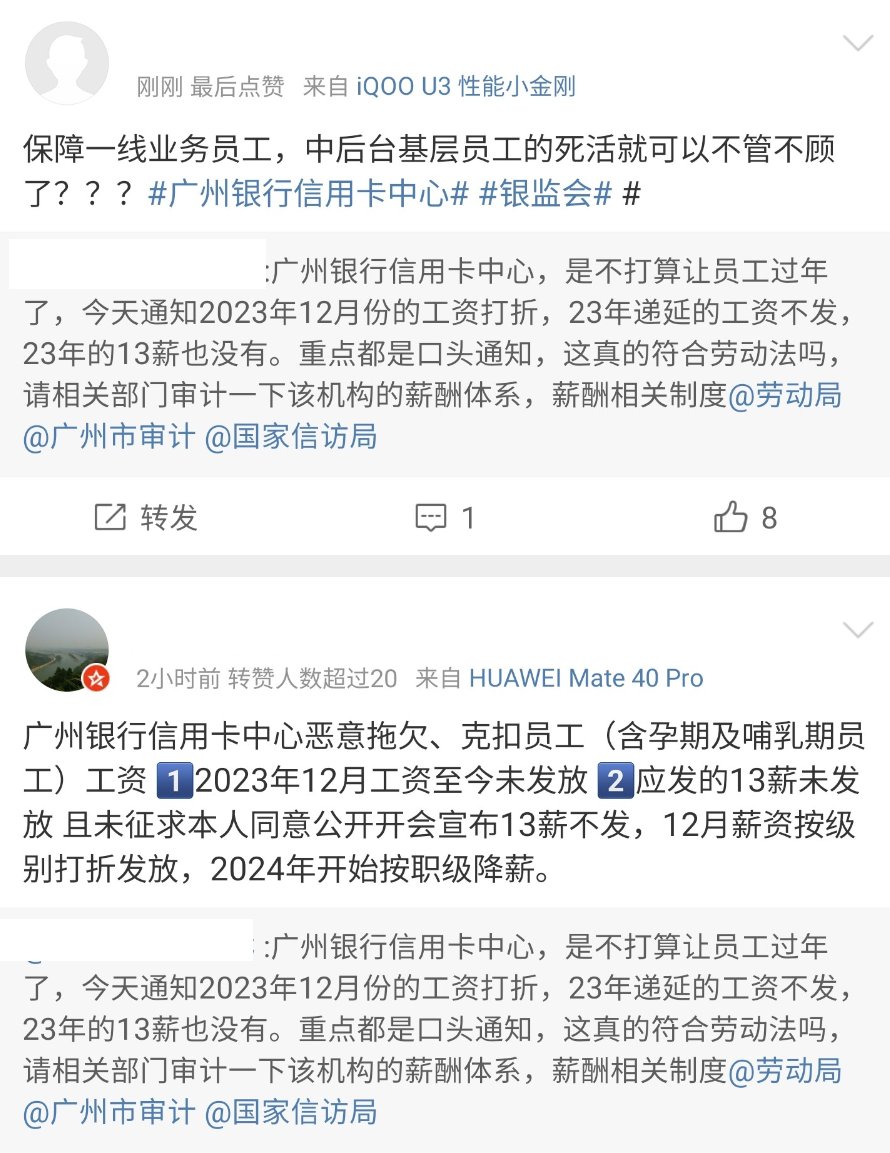 刚刚 最后点赞 来自 iQOO U3 性能小金刚
保障一线业务员工，中后台基层员工的死活就可以不管不顾
了？？？#广州银行信用卡中心# #银监会# #
:广州银行信用卡中心，是不打算让员工过年
了，今天通知2023年12月份的工资打折，23年递延的工资不发，
23年的13薪也没有。重点都是口头通知，这真的符合劳动法吗，
请相关部门审计一下该机构的薪酬体系，薪酬相关制度@劳动局
@广州市审计 @国家信访局
转发 1 8
2小时前 转赞人数超过20 来自 HUAWEI Mate 40 Pro
广州银行信用卡中心恶意拖欠、克扣员工（含孕期及哺乳期员
工）工资 1️⃣2023年12月工资至今未发放 2️⃣应发的13薪未发
放 且未征求本人同意公开开会宣布13薪不发，12月薪资按级
别打折发放，2024年开始按职级降薪。
:广州银行信用卡中心，是不打算让员工过年
了，今天通知2023年12月份的工资打折，23年递延的工资不发，
23年的13薪也没有。重点都是口头通知，这真的符合劳动法吗，
请相关部门审计一下该机构的薪酬体系，薪酬相关制度@劳动局
@广州市审计 @国家信访局